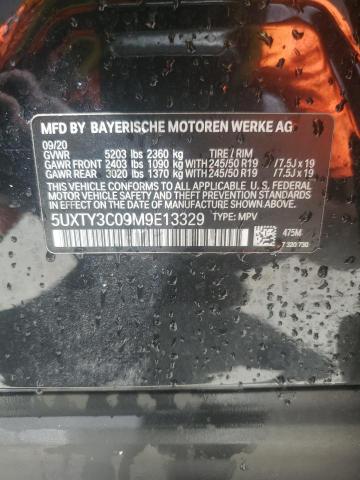 MFD BY BAYERISCHE MOTOREN WERKE AG
09/20
GVWR 5203 lbs 2360 kg TIRE / RIM
GAWR FRONT 2403 lbs 1090 kg WITH 245/50 R19 /7.5J x 19
GAWR REAR 3020 lbs 1370 kg WITH 245/50 R19 /7.5J x 19
THIS VEHICLE CONFORMS TO ALL APPLICABLE U.S. FEDERAL
MOTOR VEHICLE SAFETY
STANDARDS IN EFFECT ON THE DATE OF MANUFACTURE SHOWN ABOVE.
5UXTY3C09M9E13329 TYPE: MPV
475M
7 320 730